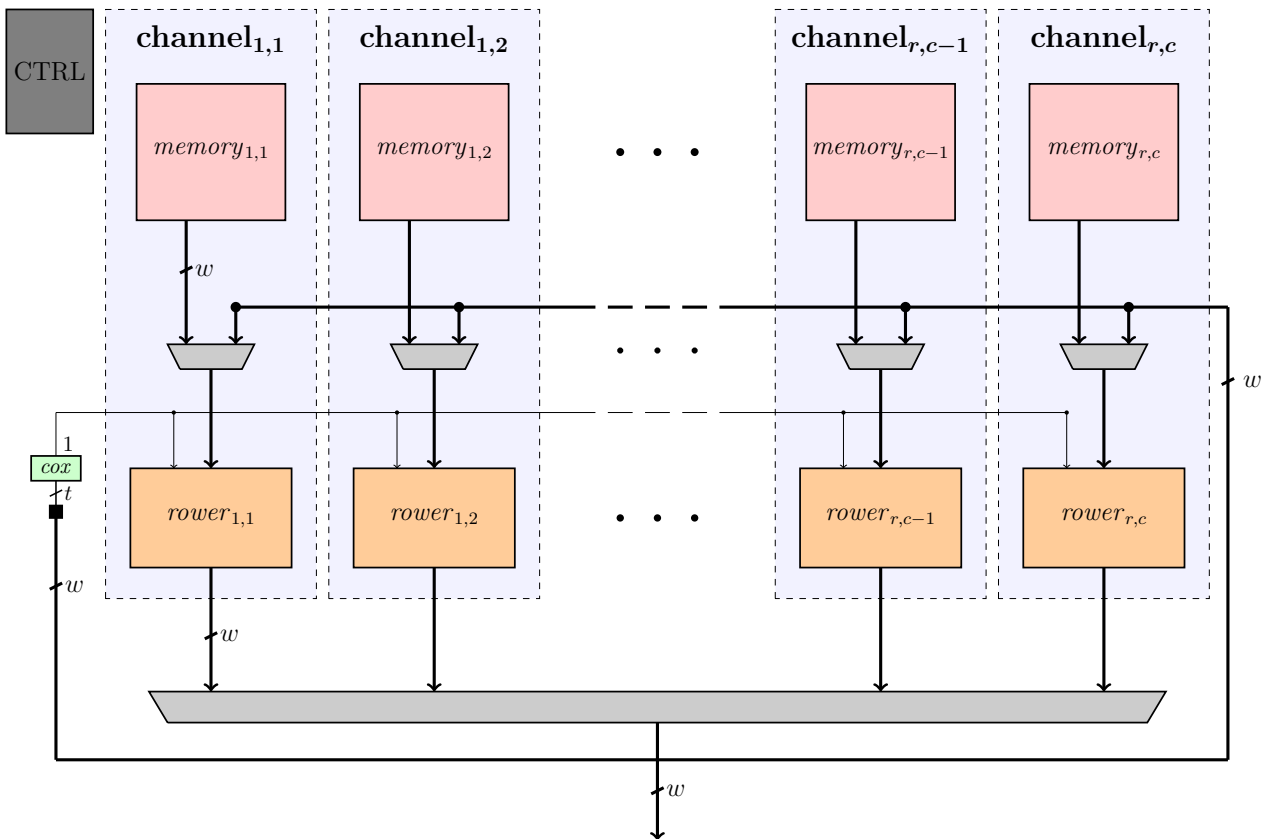 channel1,1 channel1,2 channelr,c−1 channelr,c
CTRL
memory1,1 memory1,2 • • • memoryr,c−1 memoryr,c
w
• • •
w
1
cox
t
rower1,1 rower1,2 • • • rowerr,c−1 rowerr,c
w
w
w